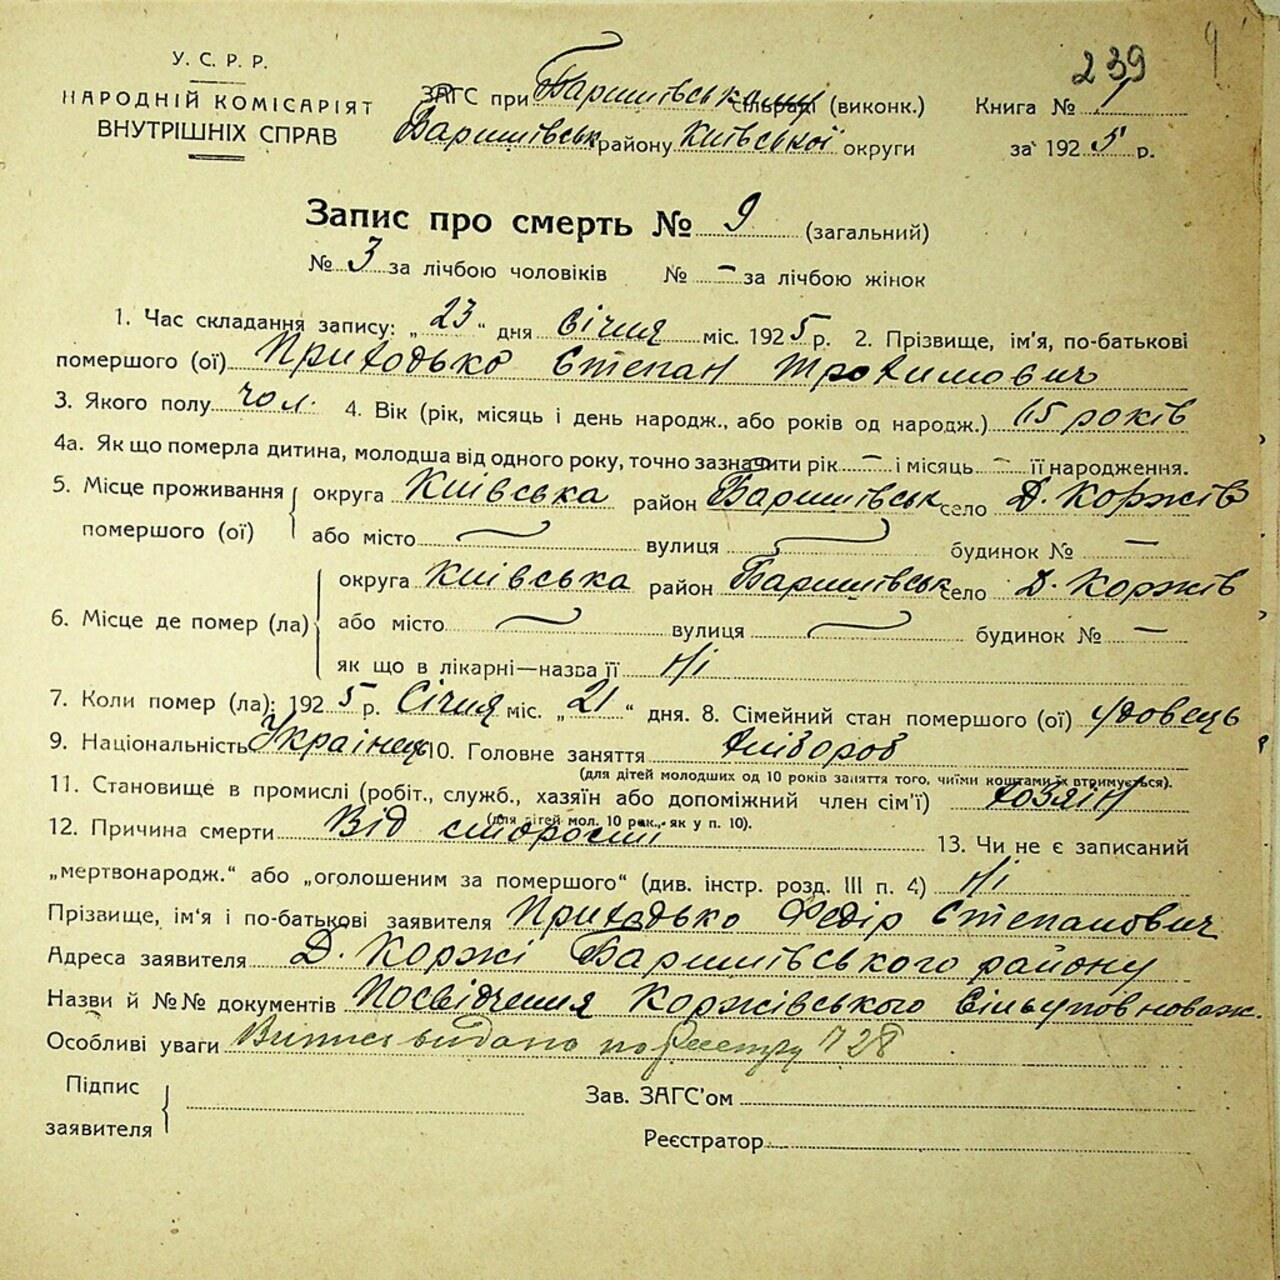 239
У. С. Р. Р.
НАРОДНІЙ КОМІСАРІЯТ
ВНУТРІШНІХ СПРАВ
ЗАГС при Баришівському сільраді (виконк.)
Баришівськ району Київської округи
Книга № 1
за 1925 р.
Запис про смерть № 9 (загальний)
№ 3 за лічбою чоловіків № – за лічбою жінок
1. Час складання запису: „23“ дня Січня міс. 1925 р. 2. Прізвище, ім'я, по-батькові
помершого (ої) Приходько Степан Трохимович
3. Якого полу чол. 4. Вік (рік, місяць і день народж., або років од народж.) 65 років
4а. Як що померла дитина, молодша від одного року, точно зазначити рік – і місяць – її народження.
5. Місце проживання помершого (ої) округа Київська район Баришівськ село Д. Коржів
або місто вулиця будинок № —
6. Місце де помер (ла) округа Київська район Баришівськ село Д. Коржів
або місто вулиця будинок № —
як що в лікарні—назва її Ні
7. Коли помер (ла): 1925 р. Січня міс. „21“ дня. 8. Сімейний стан помершого (ої) удовець
9. Національність Українець 10. Головне заняття хлібороб
(для дітей молодших од 10 років заняття того, чиїми коштами їх втримується).
11. Становище в промислі (робіт., служб., хазяїн або допоміжний член сім'ї) хозяїн
(для дітей мол. 10 рок., як у п. 10).
12. Причина смерти Від старости 13. Чи не є записаний
„мертвонародж.“ або „оголошеним за помершого“ (див. інстр. розд. III п. 4) Ні
Прізвище, ім'я і по-батькові заявителя Приходько Федір Степанович
Адреса заявителя Д. Коржі Баришівського району
Назви й №№ документів Посвідчення Коржівського Сільуповноваж.
Особливі уваги Випись видано по Реестру 728
Підпис заявителя
Зав. ЗАГС'ом
Реєстратор